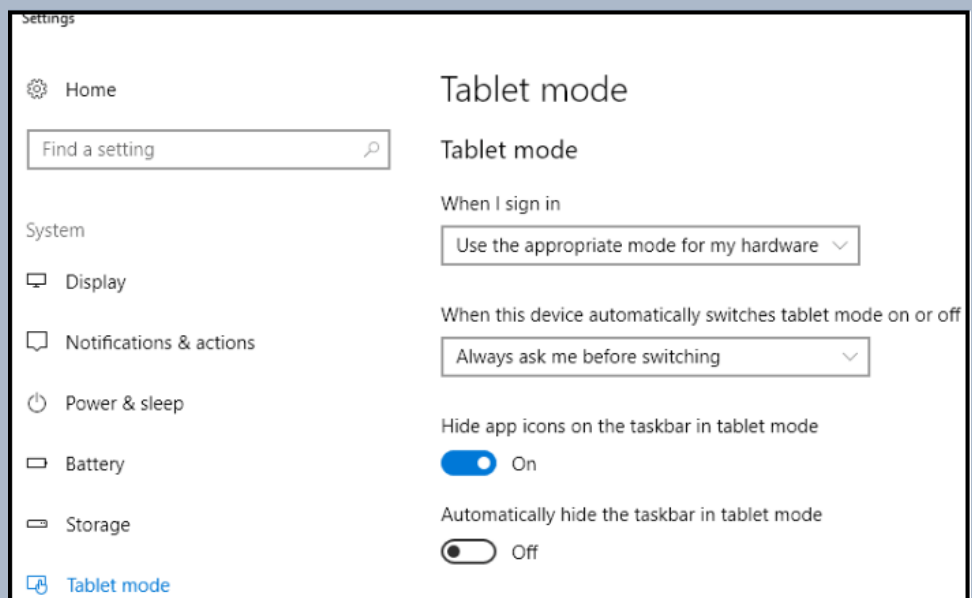 Settings
Home
Find a setting
System
Display
Notifications & actions
Power & sleep
Battery
Storage
Tablet mode
Tablet mode
Tablet mode
When I sign in
Use the appropriate mode for my hardware
When this device automatically switches tablet mode on or off
Always ask me before switching
Hide app icons on the taskbar in tablet mode
On
Automatically hide the taskbar in tablet mode
Off